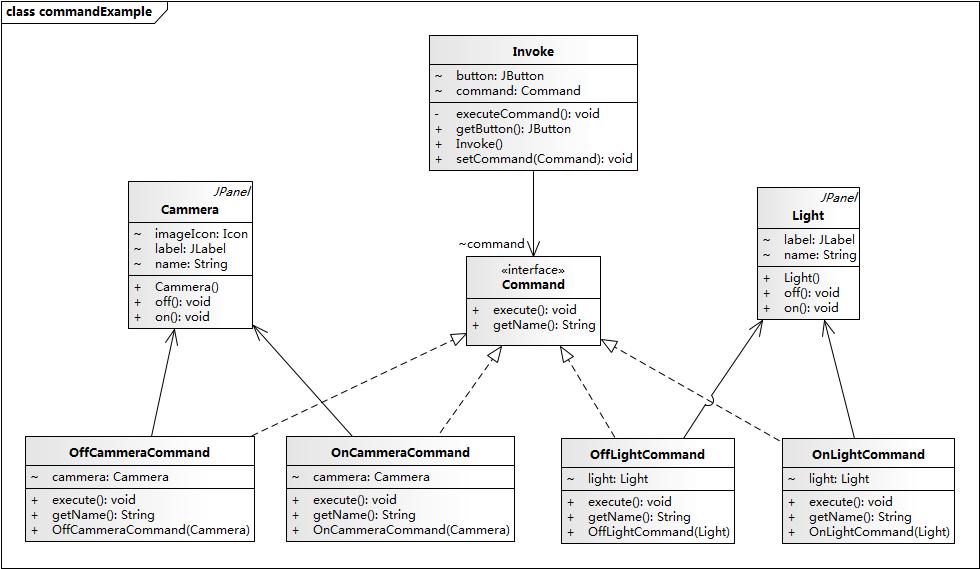 class commandExample
Invoke
~ button: JButton
~ command: Command
- executeCommand(): void
+ getButton(): JButton
+ Invoke()
+ setCommand(Command): void
JPanel
Cammera
~ imageIcon: Icon
~ label: JLabel
~ name: String
+ Cammera()
+ off(): void
+ on(): void
JPanel
Light
~ label: JLabel
~ name: String
+ Light()
+ off(): void
+ on(): void
~command
«interface»
Command
+ execute(): void
+ getName(): String
OffCammeraCommand
~ cammera: Cammera
+ execute(): void
+ getName(): String
+ OffCammeraCommand(Cammera)
OnCammeraCommand
~ cammera: Cammera
+ execute(): void
+ getName(): String
+ OnCammeraCommand(Cammera)
OffLightCommand
~ light: Light
+ execute(): void
+ getName(): String
+ OffLightCommand(Light)
OnLightCommand
~ light: Light
+ execute(): void
+ getName(): String
+ OnLightCommand(Light)